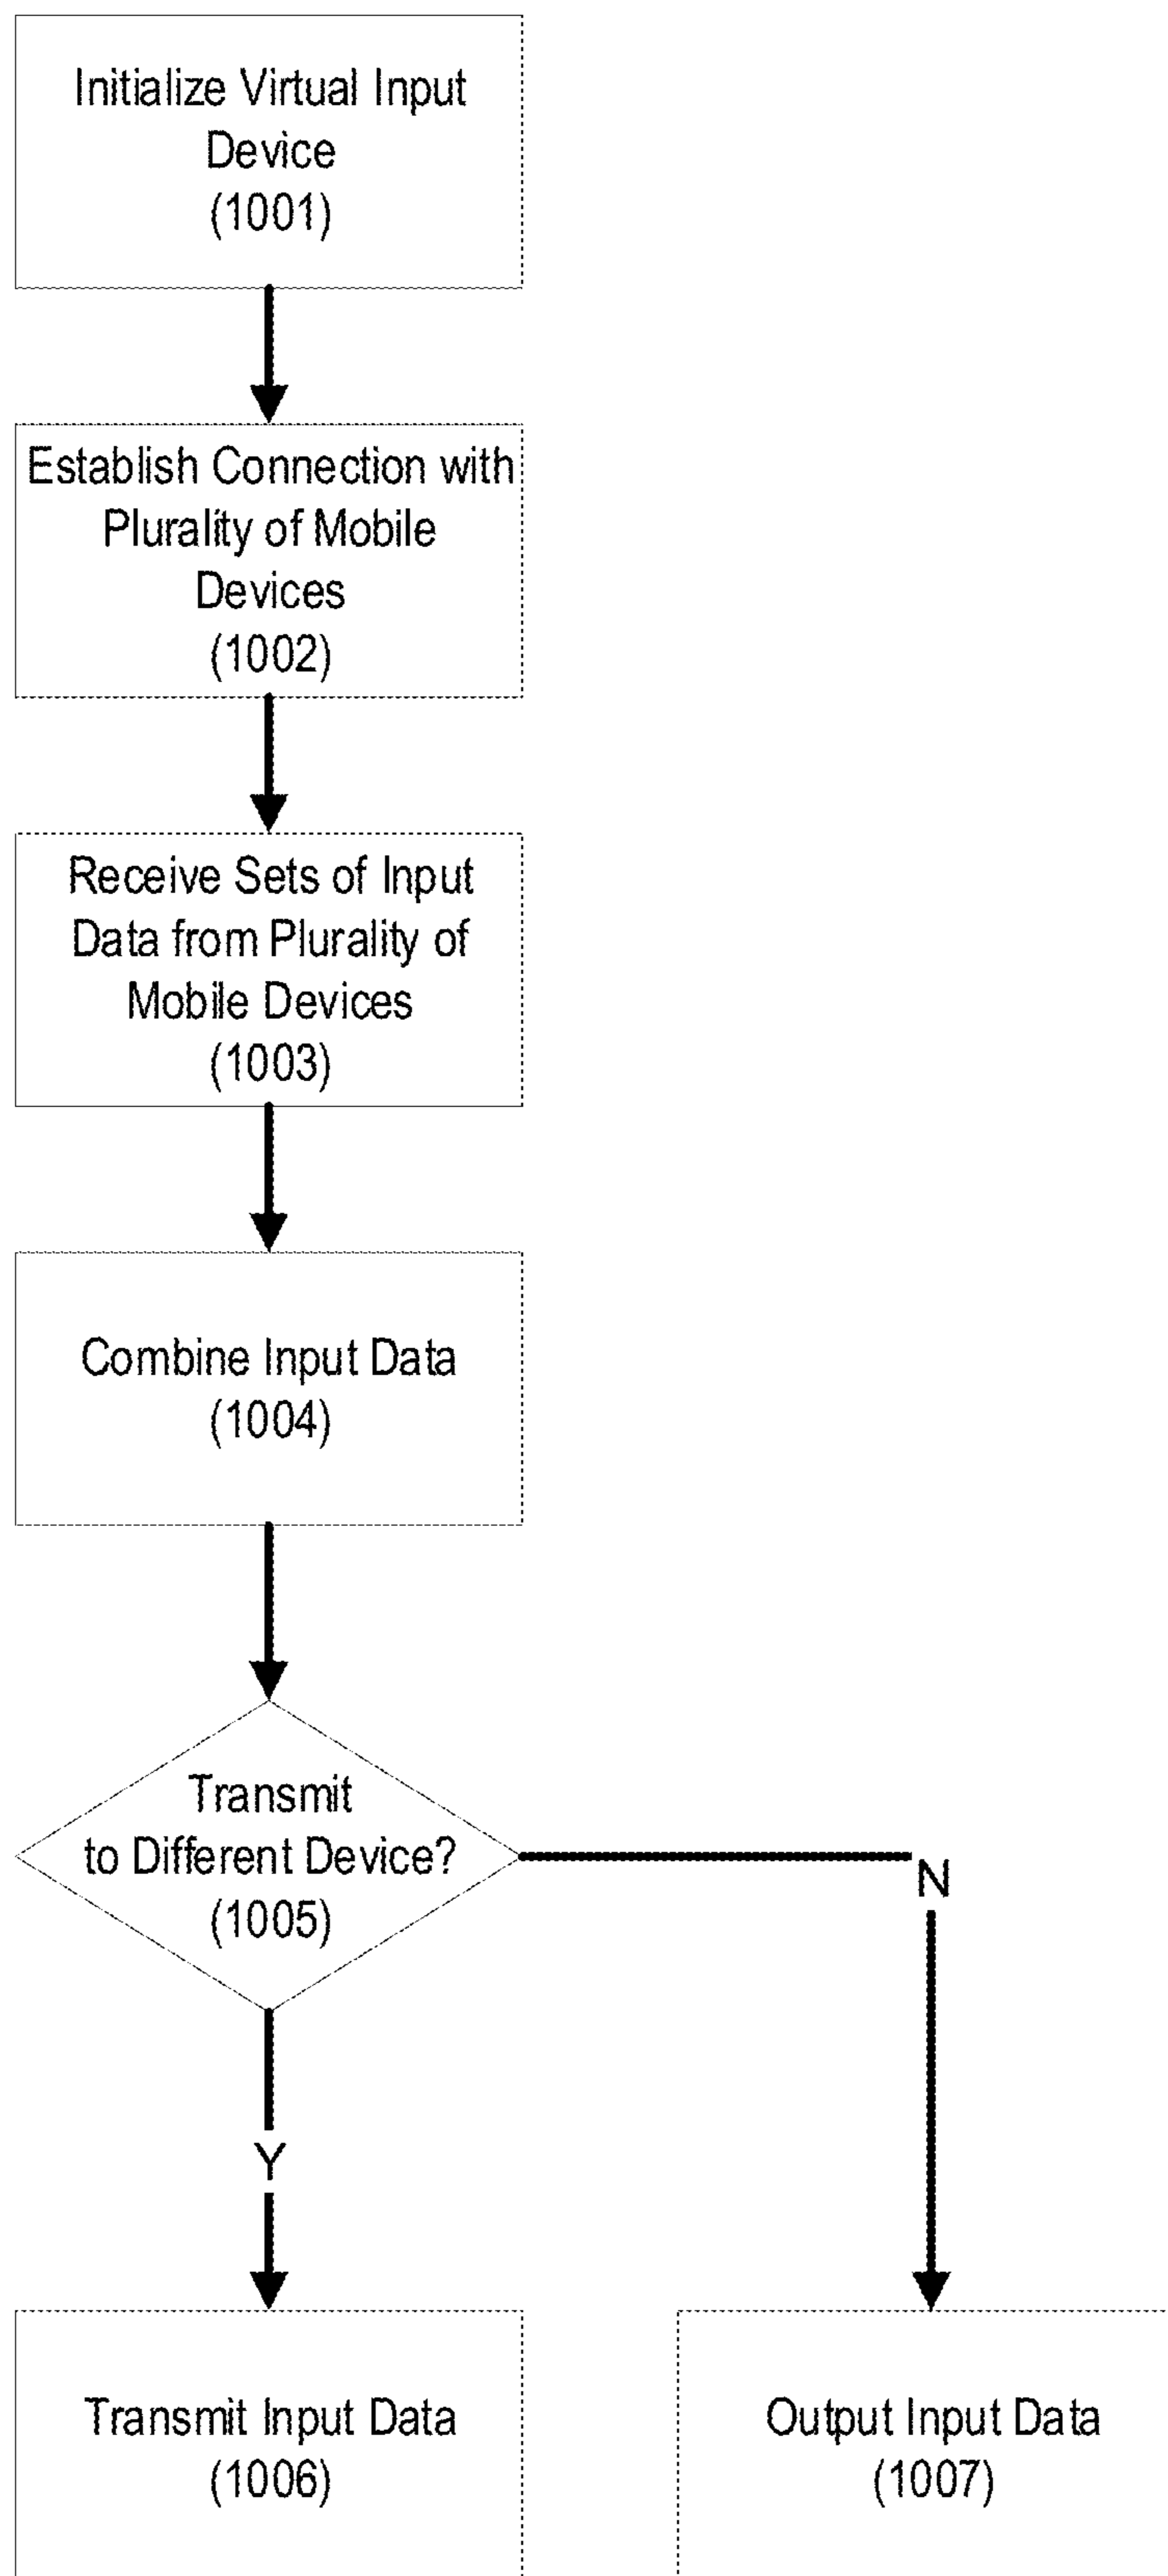 Initialize Virtual Input
Device
(1001)
Establish Connection with
Plurality of Mobile
Devices
(1002)
Receive Sets of Input
Data from Plurality of
Mobile Devices
(1003)
Combine Input Data
(1004)
Transmit
to Different Device?
(1005)
N
Y
Transmit Input Data
(1006)
Output Input Data
(1007)